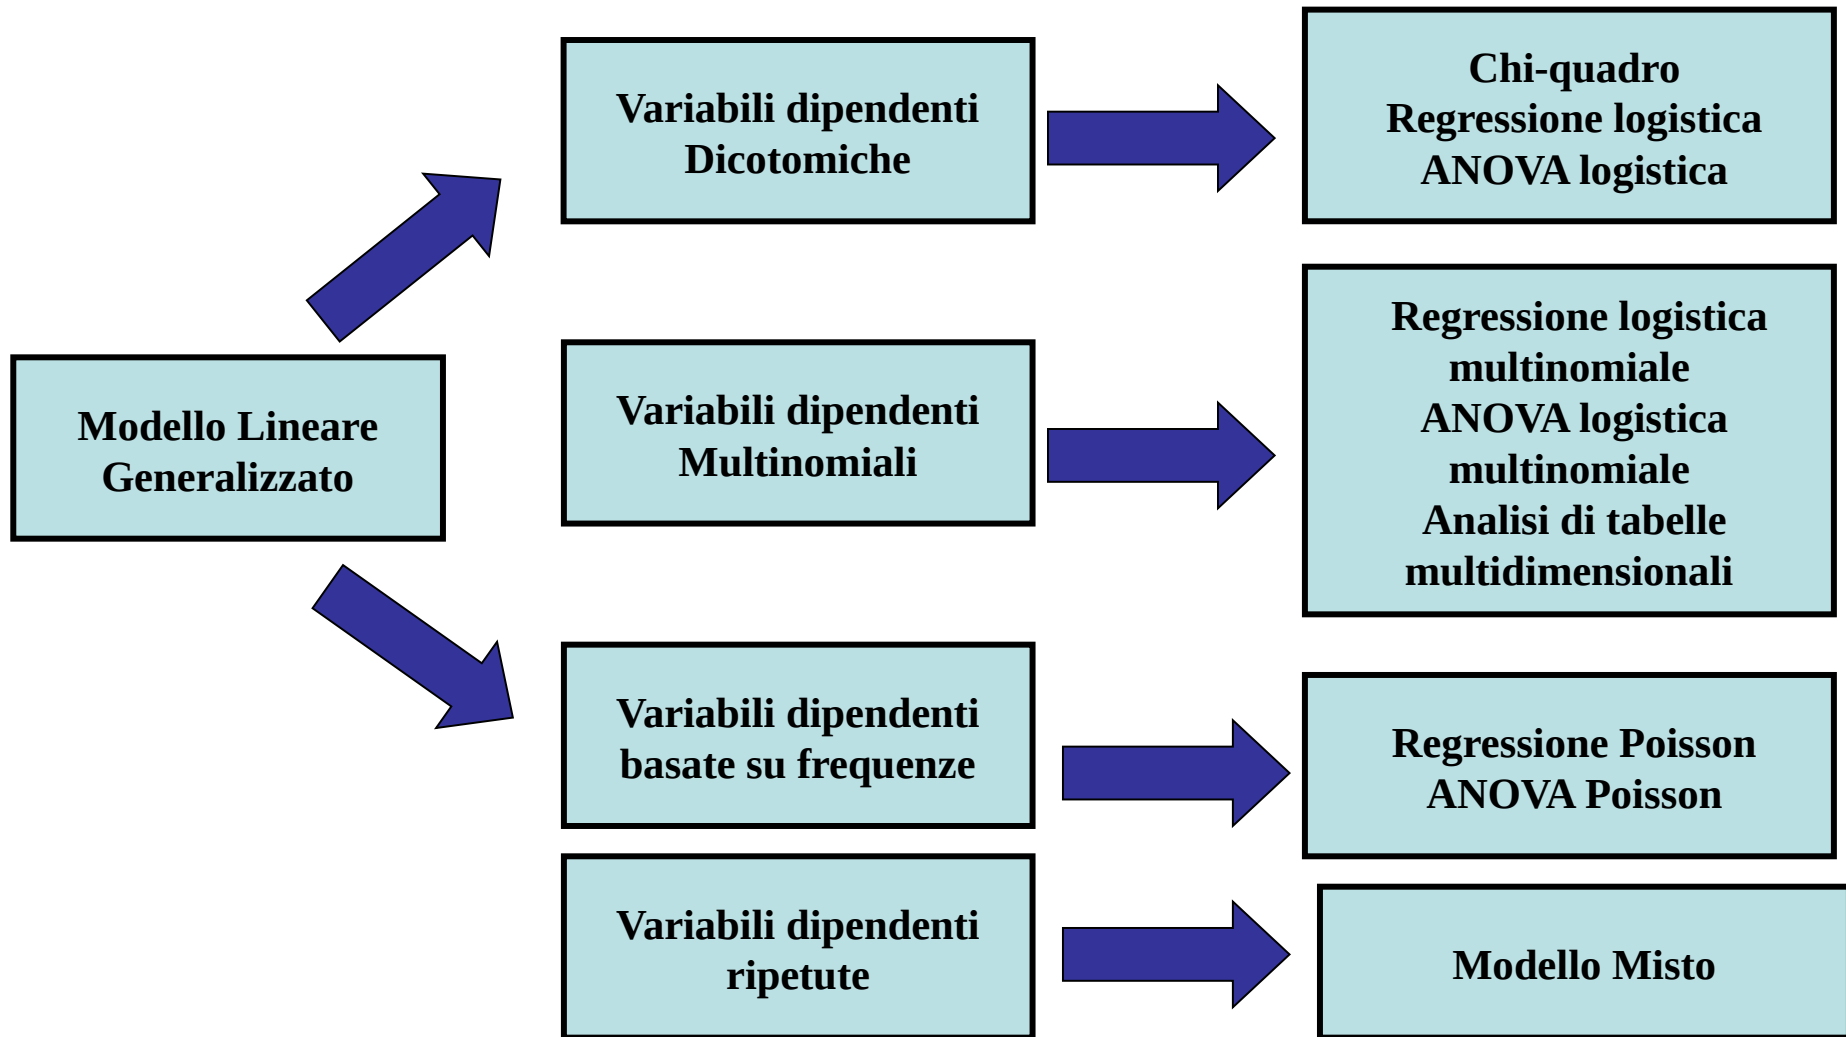 Modello Lineare
Generalizzato
Variabili dipendenti
Dicotomiche
Chi-quadro
Regressione logistica
ANOVA logistica
Variabili dipendenti
Multinomiali
Regressione logistica
multinomiale
ANOVA logistica
multinomiale
Analisi di tabelle
multidimensionali
Variabili dipendenti
basate su frequenze
Regressione Poisson
ANOVA Poisson
Variabili dipendenti
ripetute
Modello Misto